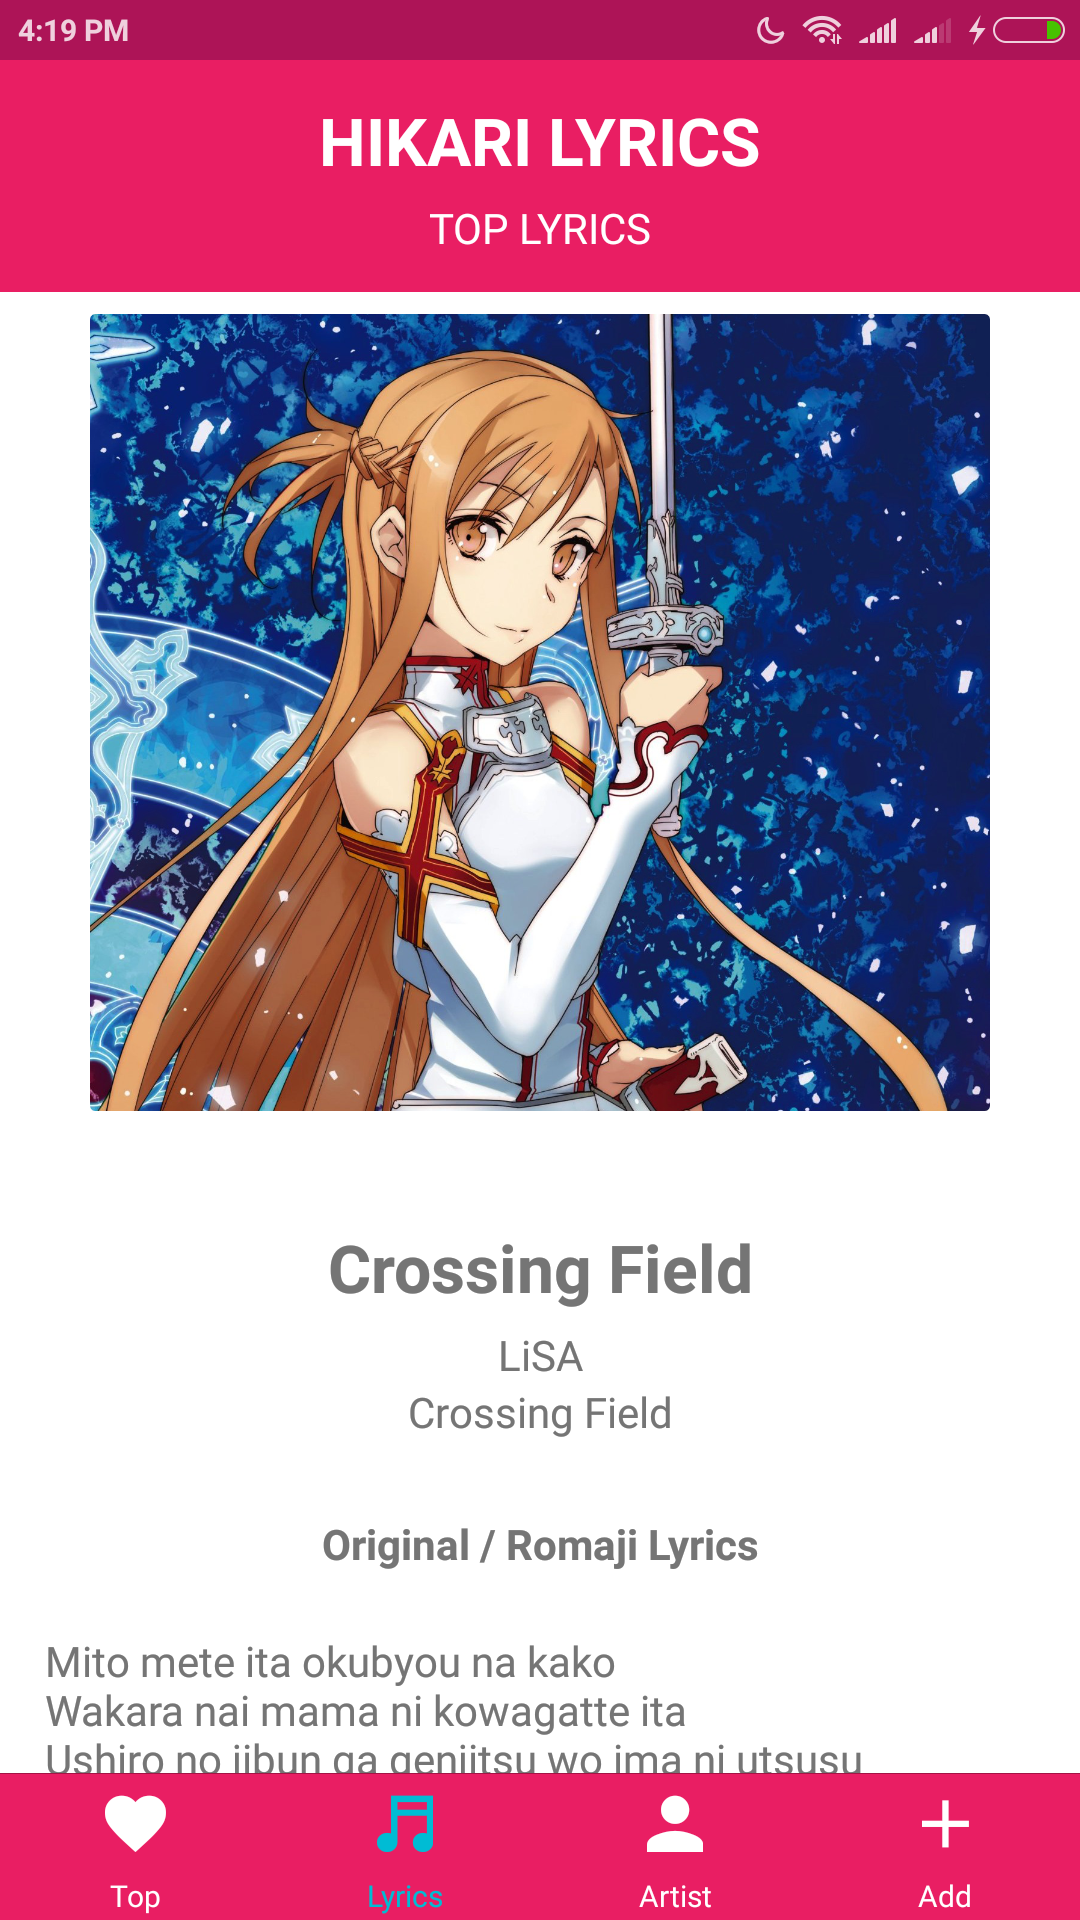 4:19 PM
HIKARI LYRICS
TOP LYRICS
Crossing Field
LiSA
Crossing Field
Original / Romaji Lyrics
Mito mete ita okubyou na kako
Wakara nai mama ni kowagatte ita
Ushiro no jibun ga genjitsu wo ima ni utsusu
Top
Lyrics
Artist
Add